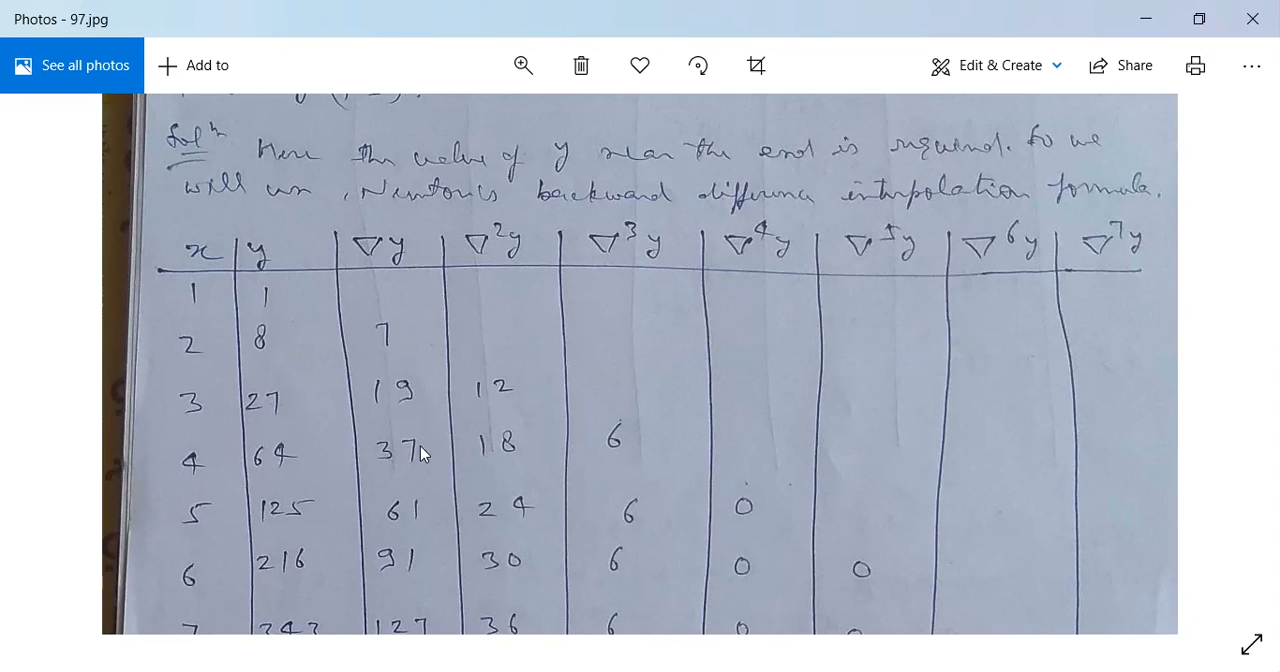 Photos - 97.jpg
See all photos
Add to
Edit & Create
Share
Solⁿ Here the value of y near the end is required. So we
will use, Newton's backward difference interpolation formula.
x y ∇y ∇²y ∇³y ∇⁴y ∇⁵y ∇⁶y ∇⁷y
1 1
2 8 7
3 27 19 12
4 64 37 18 6
5 125 61 24 6 0
6 216 91 30 6 0 0
7 343 127 36 6 0 0